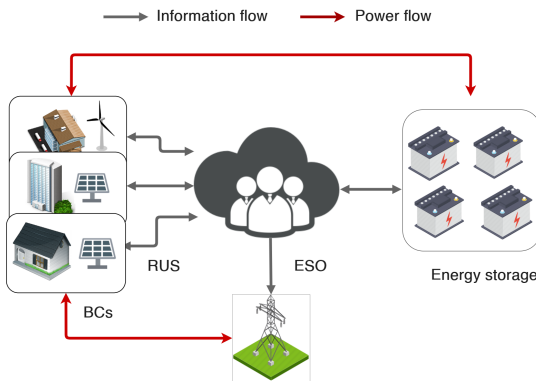 Information flow
Power flow
RUS
ESO
Energy storage
BCs